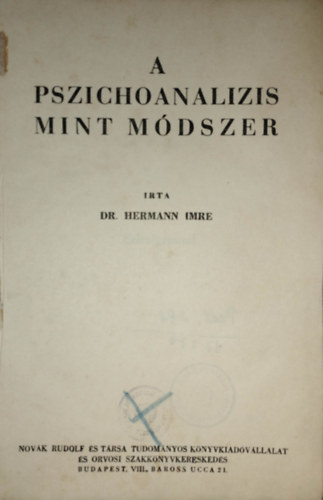 A
PSZICHOANALIZIS
MINT MÓDSZER
IRTA
DR. HERMANN IMRE
NOVÁK RUDOLF ÉS TÁRSA TUDOMÁNYOS KÖNYVKIADÓVÁLLALAT
ÉS ORVOSI SZAKKÖNYVKERESKEDÉS
BUDAPEST, VIII., BAROSS UCCA 21.